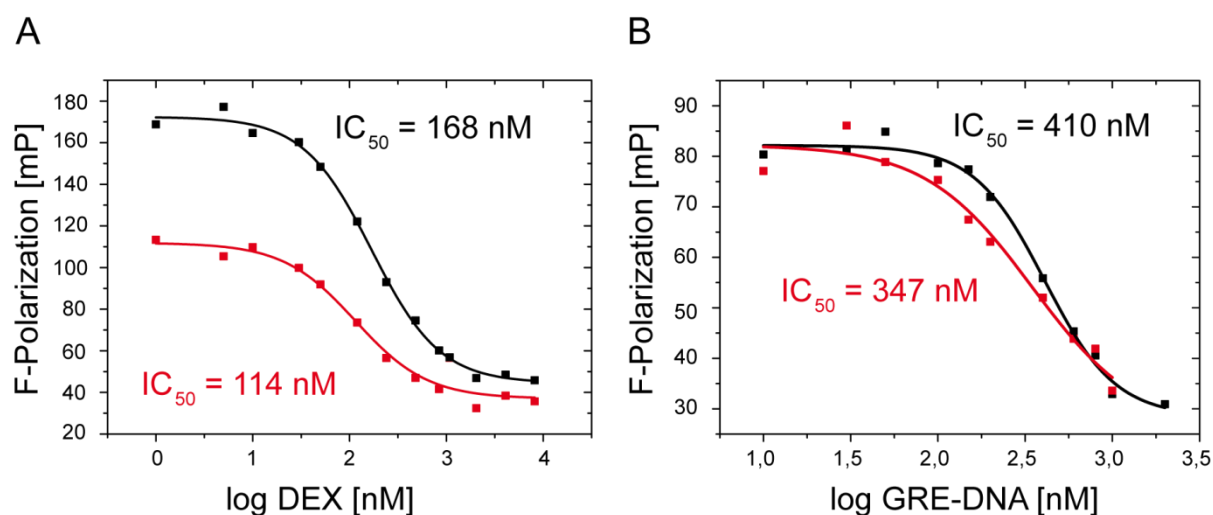 A
F-Polarization [mP]
180
160
140
120
100
80
60
40
20
IC50 = 168 nM
IC50 = 114 nM
0 1 2 3 4
log DEX [nM]
B
F-Polarization [mP]
90
80
70
60
50
40
30
IC50 = 410 nM
IC50 = 347 nM
1,0 1,5 2,0 2,5 3,0 3,5
log GRE-DNA [nM]